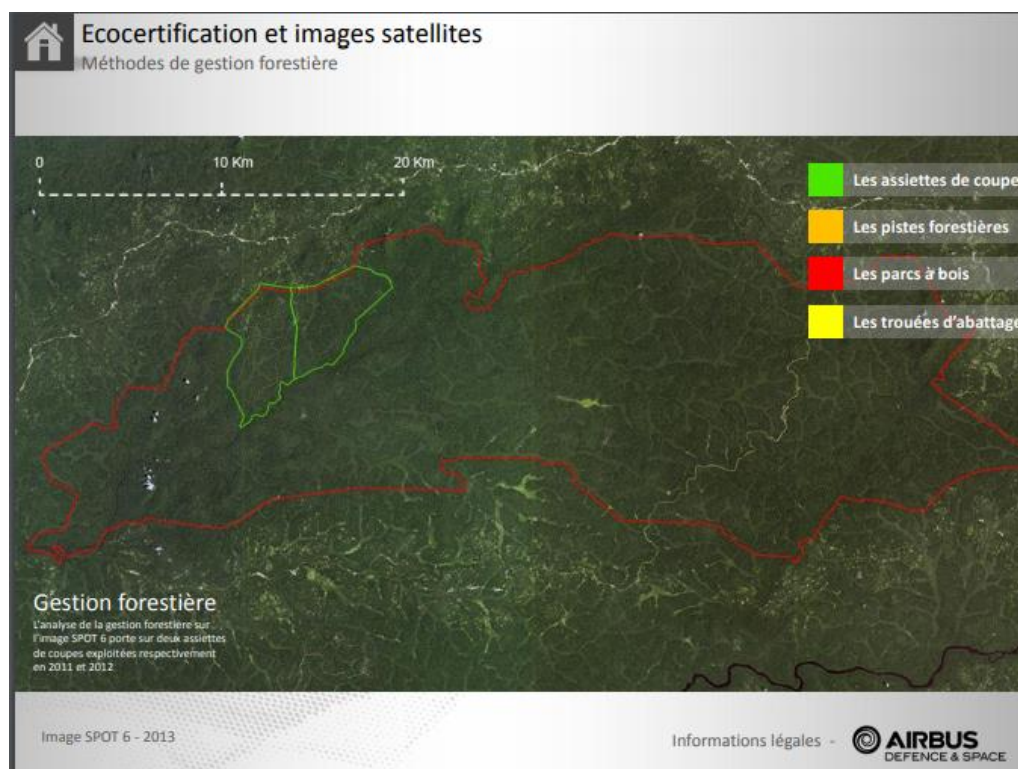 Ecocertification et images satellites
Méthodes de gestion forestière
0 10 Km 20 Km
Les assiettes de coupe
Les pistes forestières
Les parcs à bois
Les trouées d'abattage
Gestion forestière
L'analyse de la gestion forestière sur
l'image SPOT 6 porte sur deux assiettes
de coupes exploitées respectivement
en 2011 et 2012
Image SPOT 6 - 2013
Informations légales -
AIRBUS
DEFENCE & SPACE